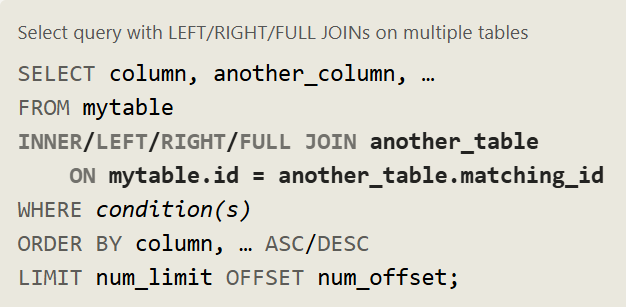 Select query with LEFT/RIGHT/FULL JOINs on multiple tables
SELECT column, another_column, …
FROM mytable
INNER/LEFT/RIGHT/FULL JOIN another_table
    ON mytable.id = another_table.matching_id
WHERE condition(s)
ORDER BY column, … ASC/DESC
LIMIT num_limit OFFSET num_offset;